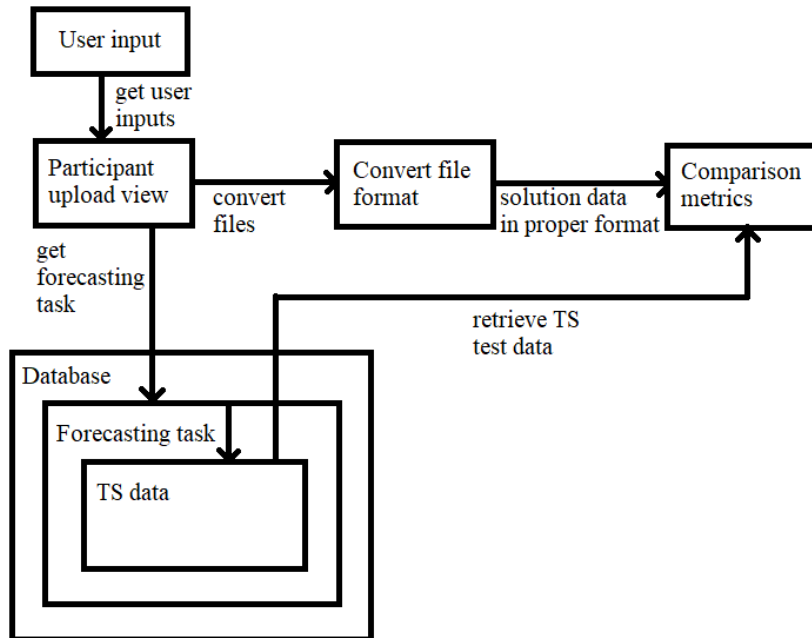 User input
get user
inputs
Participant
upload view
convert
files
Convert file
format
solution data
in proper format
Comparison
metrics
get
forecasting
task
retrieve TS
test data
Database
Forecasting task
TS data